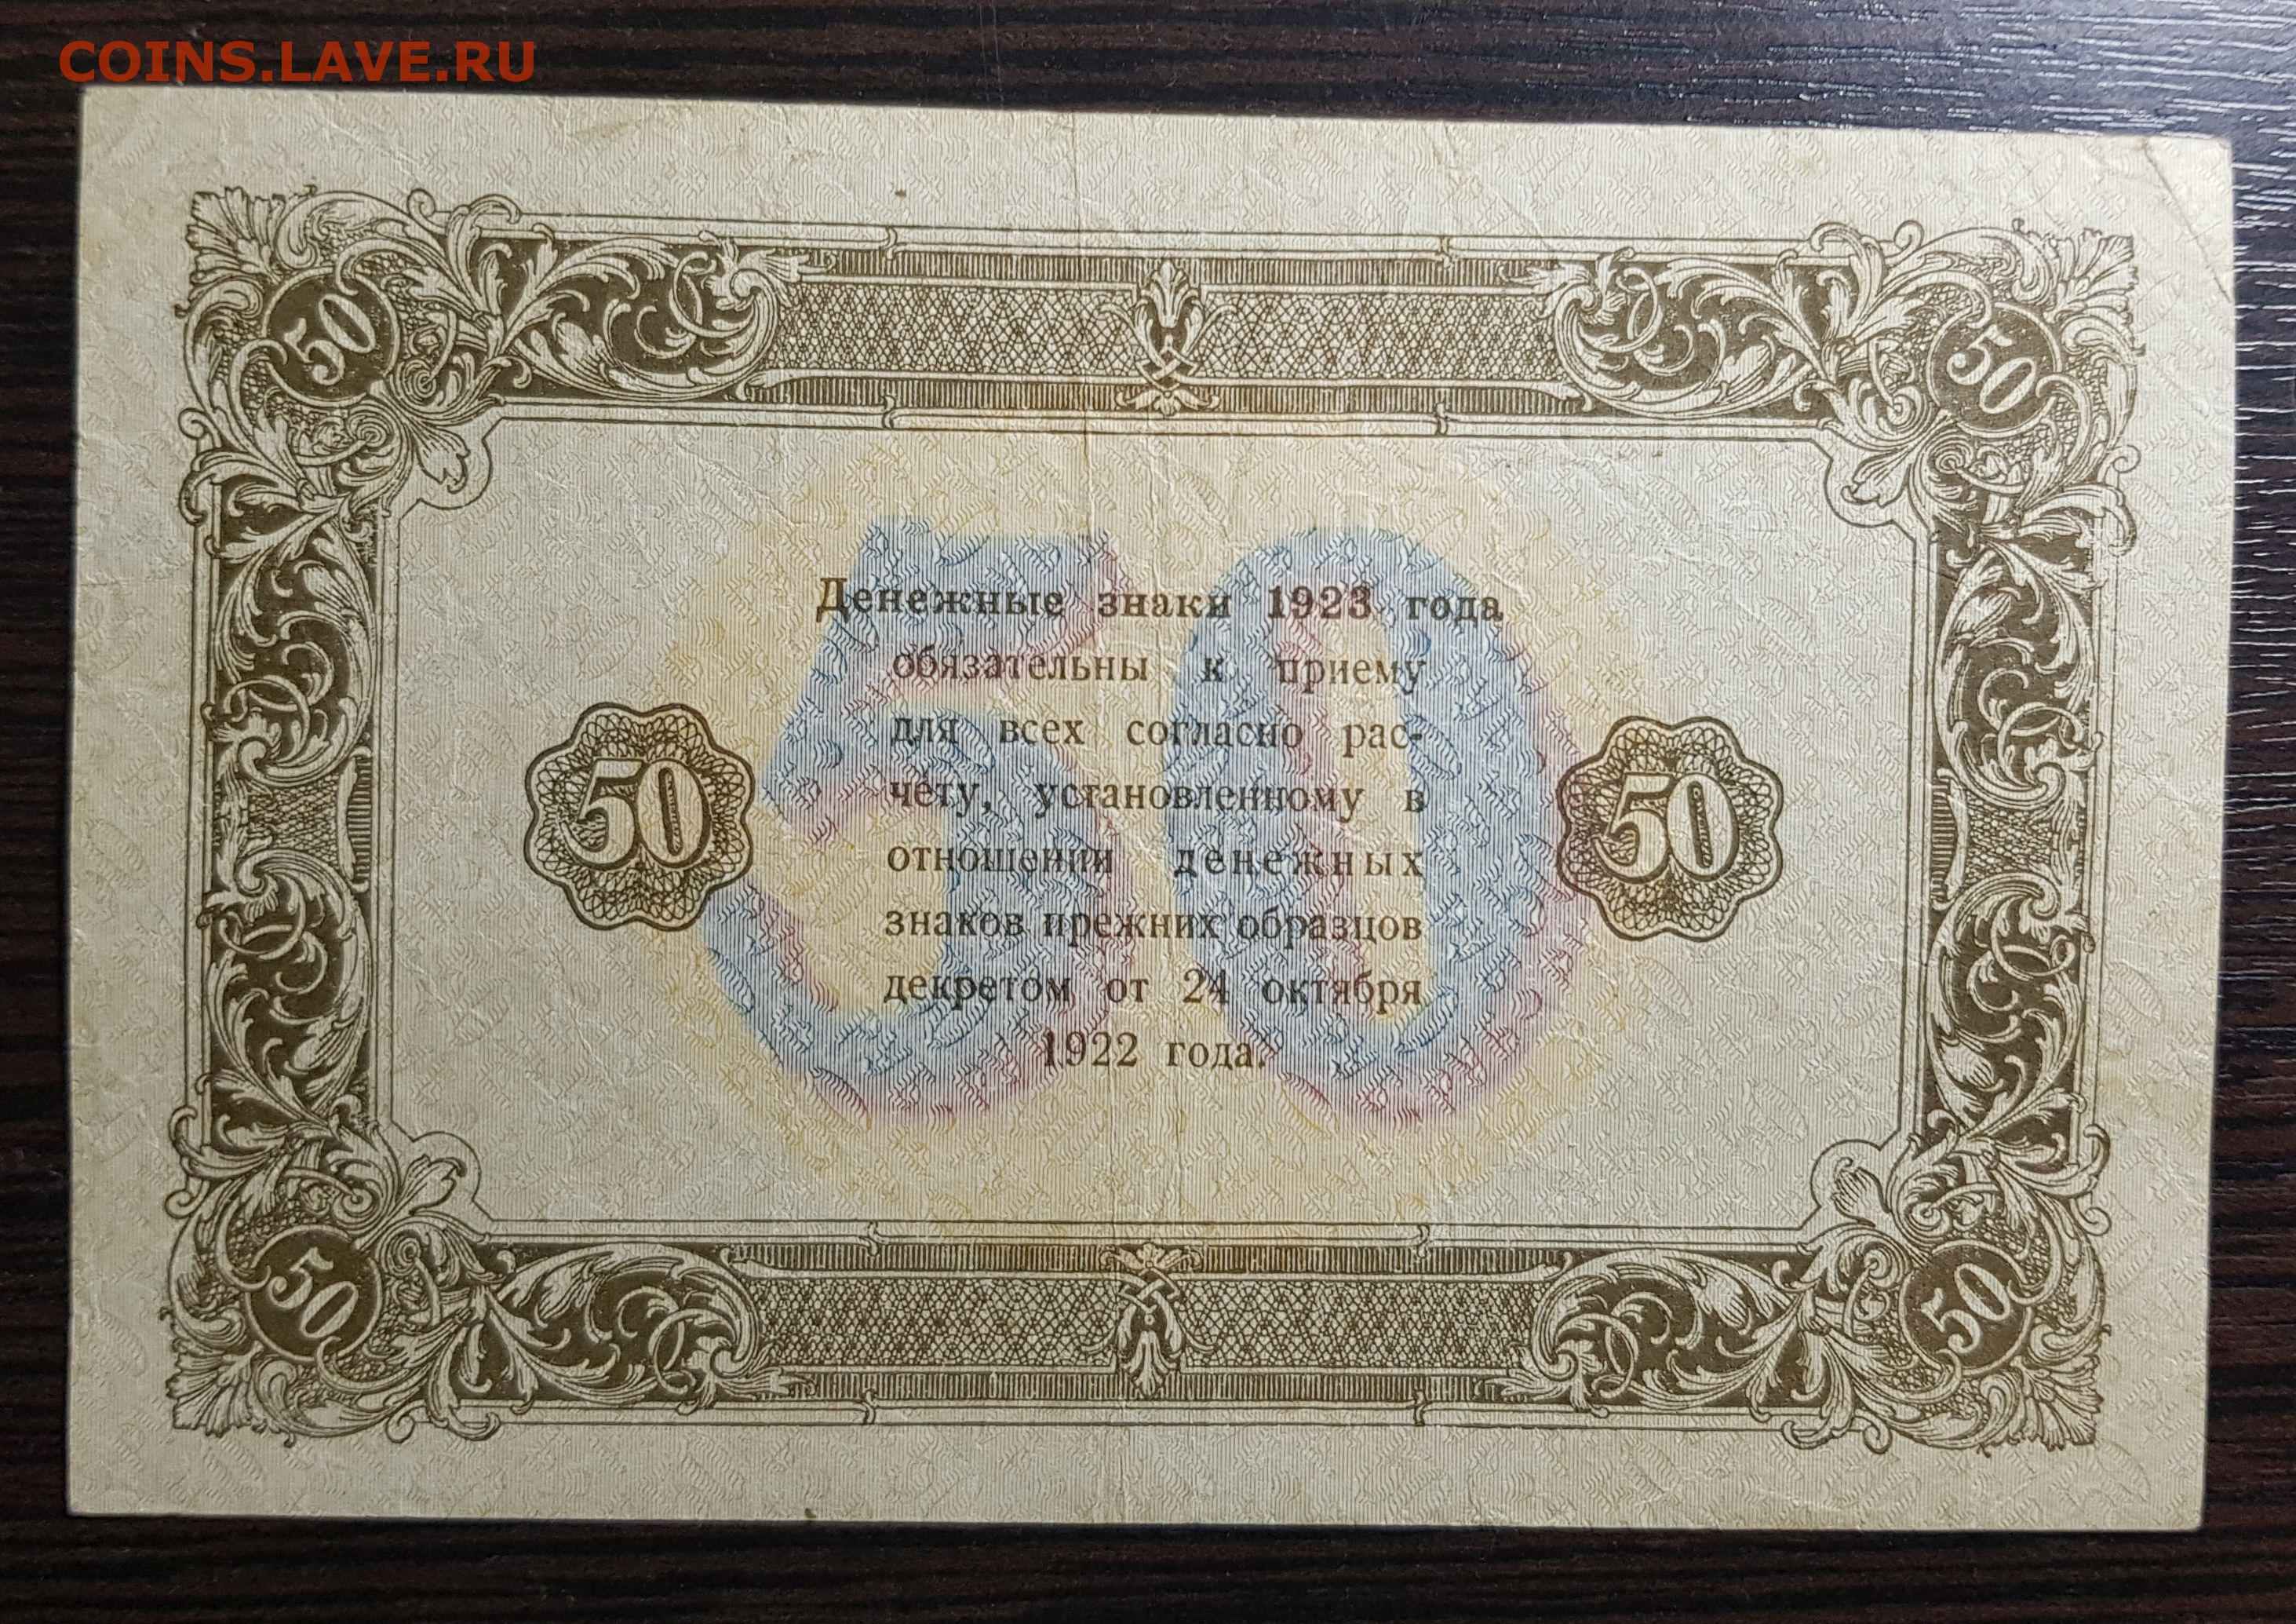 COINS.LAVE.RU
50
50
Денежные знаки 1923 года
обязательны к приему
для всех согласно рас-
чету, установленному в
отношении денежных
знаков прежних образцов
декретом от 24 октября
1922 года.
50
50
50
50
50